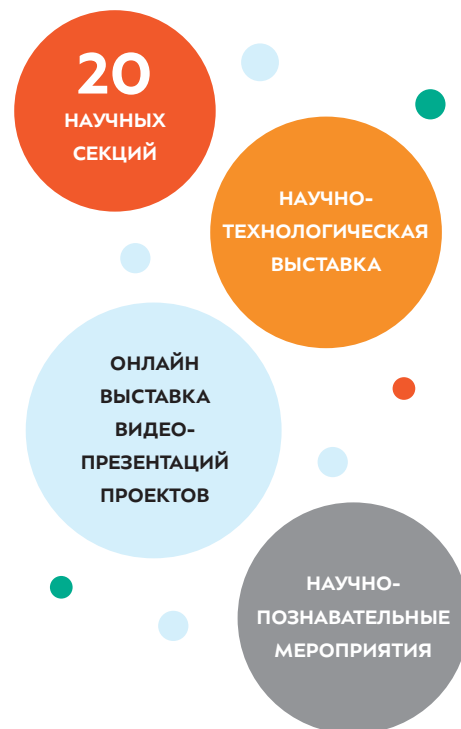 20
НАУЧНЫХ
СЕКЦИЙ
НАУЧНО-
ТЕХНОЛОГИЧЕСКАЯ
ВЫСТАВКА
ОНЛАЙН
ВЫСТАВКА
ВИДЕО-
ПРЕЗЕНТАЦИЙ
ПРОЕКТОВ
НАУЧНО-
ПОЗНАВАТЕЛЬНЫЕ
МЕРОПРИЯТИЯ